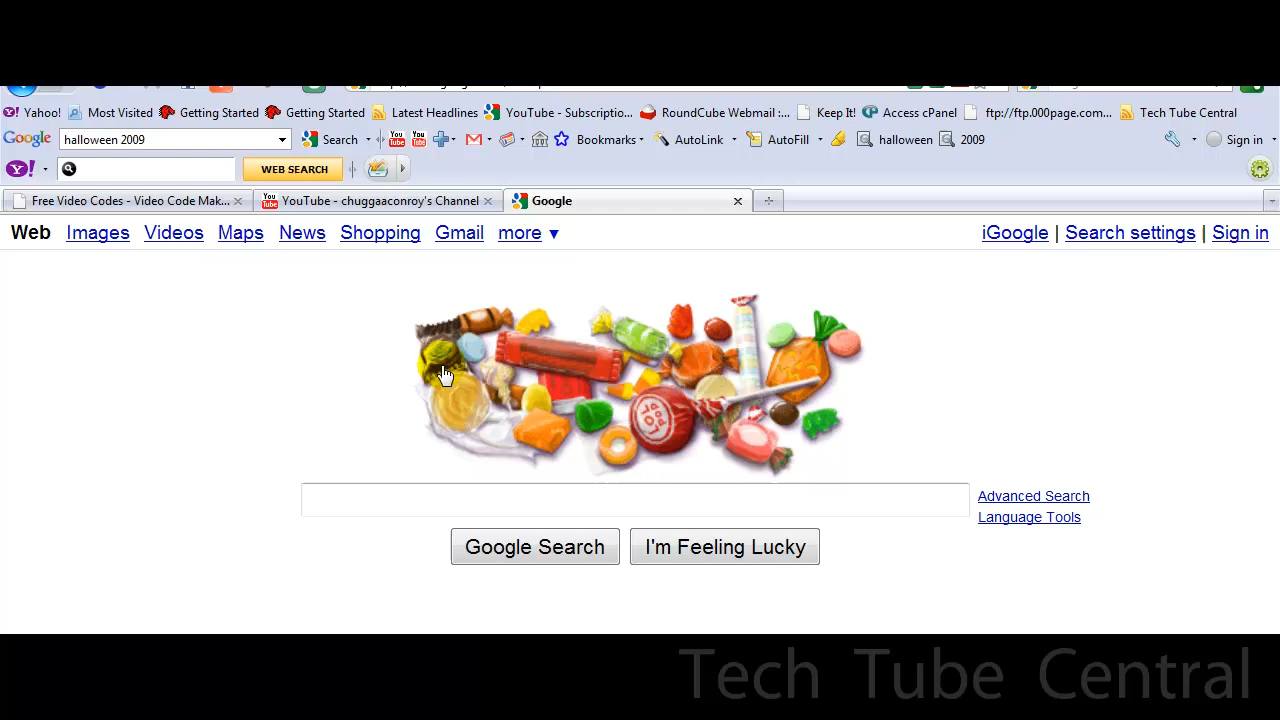 Yahoo! Most Visited Getting Started Getting Started Latest Headlines YouTube - Subscriptio... RoundCube Webmail :... Keep It! Access cPanel ftp://ftp.000page.com... Tech Tube Central
Google halloween 2009 Search Bookmarks AutoLink AutoFill halloween 2009 Sign in
Y! WEB SEARCH
Free Video Codes - Video Code Mak... YouTube - chuggaaconroy's Channel Google
Web Images Videos Maps News Shopping Gmail more ▼ iGoogle | Search settings | Sign in
LOL POP
Advanced Search
Language Tools
Google Search I'm Feeling Lucky
Tech Tube Central